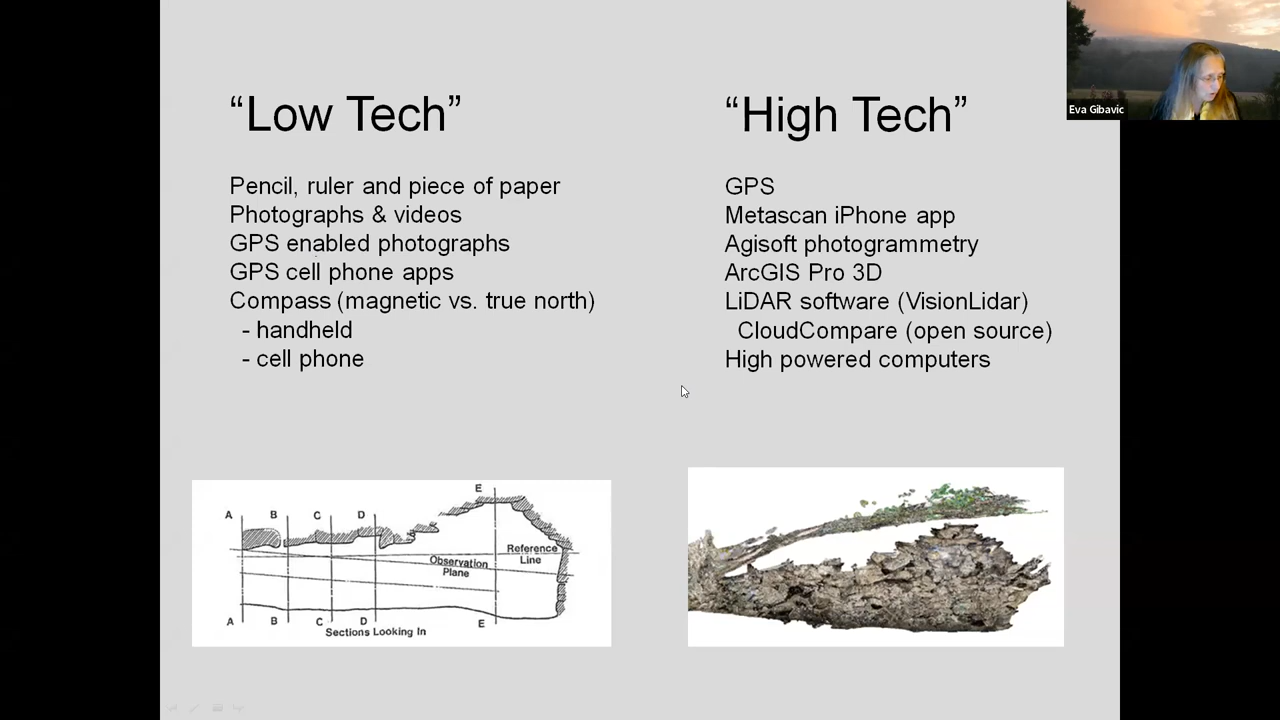 “Low Tech”
Pencil, ruler and piece of paper
Photographs & videos
GPS enabled photographs
GPS cell phone apps
Compass (magnetic vs. true north)
- handheld
- cell phone
“High Tech”
GPS
Metascan iPhone app
Agisoft photogrammetry
ArcGIS Pro 3D
LiDAR software (VisionLidar)
CloudCompare (open source)
High powered computers
Eva Gibavic
E
A B C D
Reference
Line
Observation
Plane
A B C D E
Sections Looking In